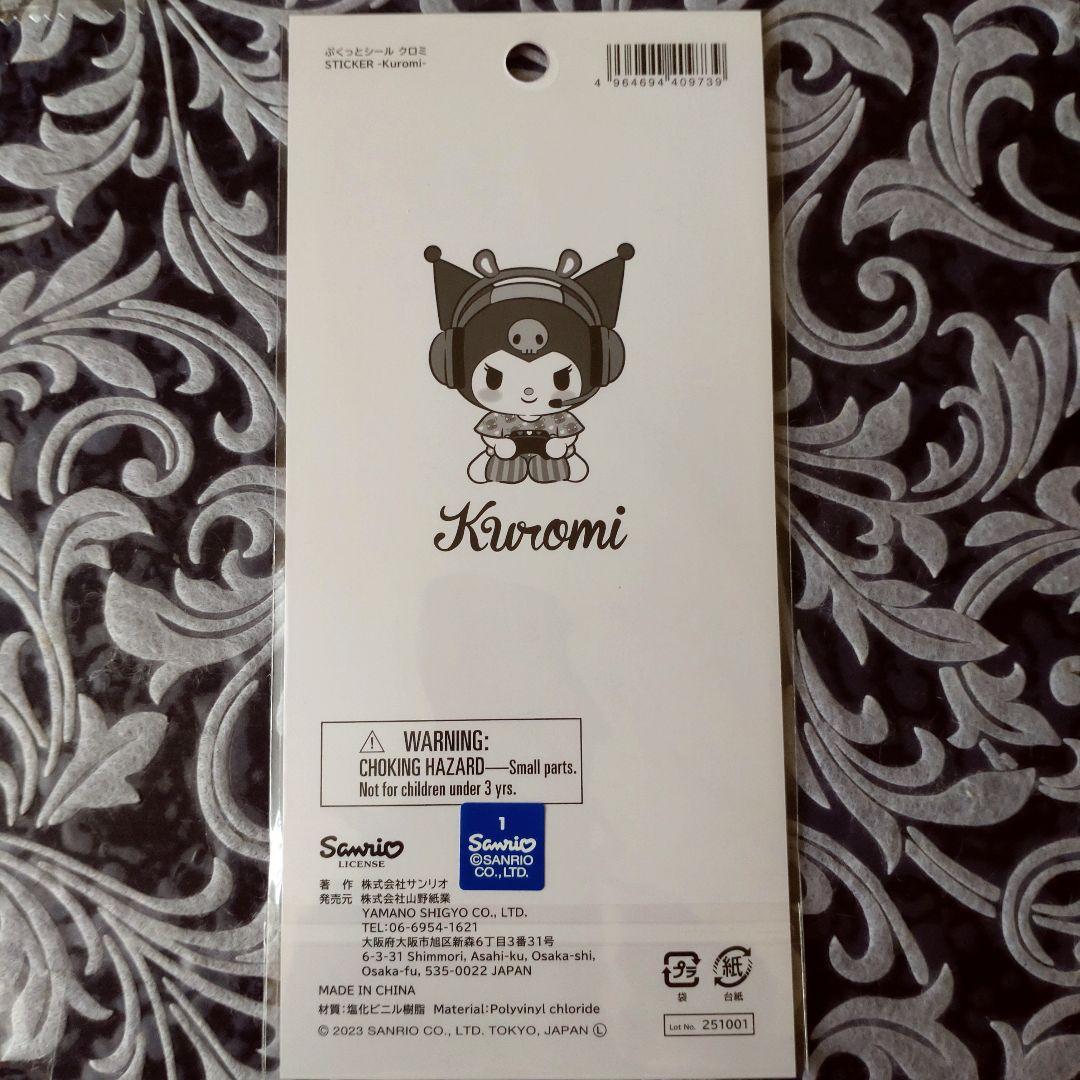 ぷくっとシール クロミ
STICKER -Kuromi-
4 964694 409739
Kuromi
WARNING:
CHOKING HAZARD—Small parts.
Not for children under 3 yrs.
Sanrio
LICENSE
1
Sanrio
©SANRIO
CO., LTD.
著 作 株式会社サンリオ
発売元 株式会社山野紙業
YAMANO SHIGYO CO., LTD.
TEL:06-6954-1621
大阪府大阪市旭区新森6丁目3番31号
6-3-31 Shimmori, Asahi-ku, Osaka-shi,
Osaka-fu, 535-0022 JAPAN
MADE IN CHINA
材質：塩化ビニル樹脂 Material:Polyvinyl chloride
© 2023 SANRIO CO., LTD. TOKYO, JAPAN Ⓛ
プラ
袋
紙
台紙
Lot No. 251001